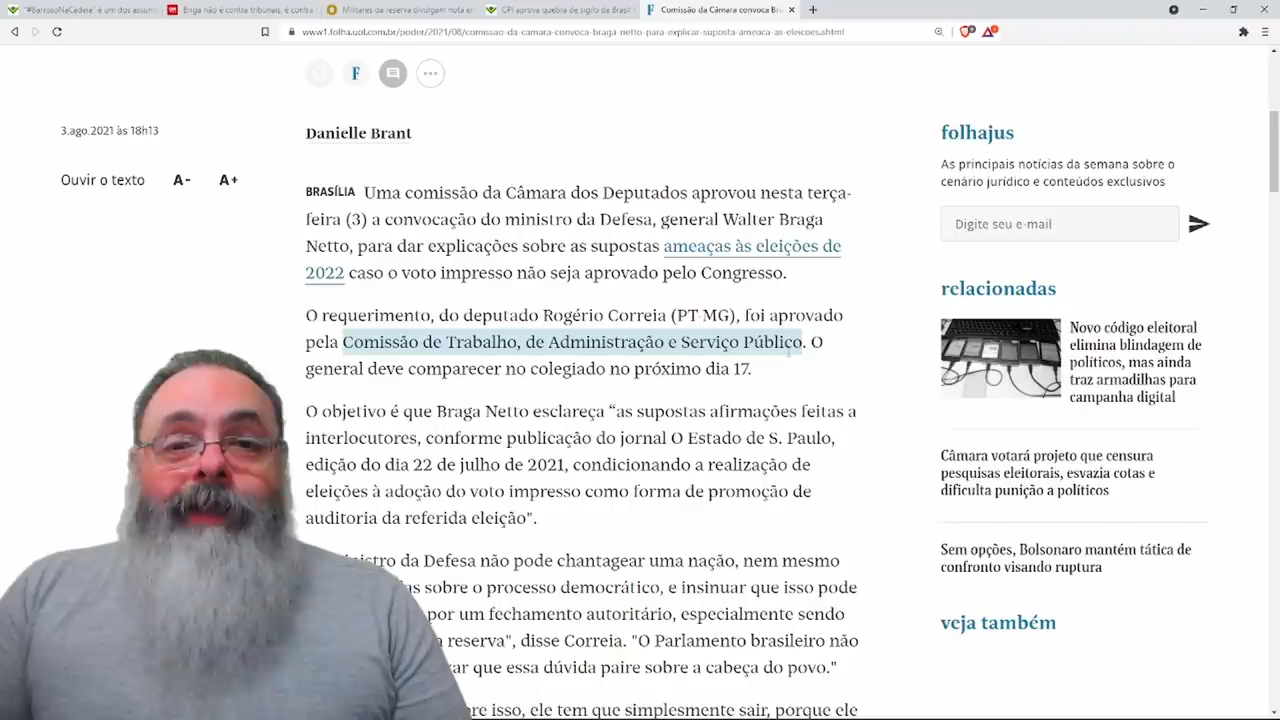 "#BarrosoNaCadeia" é um dos assun
Braga não é contra tribunais, é contra
Militares da reserva divulgam nota em
CPI aprova quebra de sigilo da Brasil
Comissão da Câmara convoca Br
www1.folha.uol.com.br/poder/2021/08/comissao-da-camara-convoca-braga-netto-para-explicar-suposta-ameaca-as-eleicoes.shtml
3.ago.2021 às 18h13
Ouvir o texto A- A+
Danielle Brant
BRASÍLIA Uma comissão da Câmara dos Deputados aprovou nesta terça-
feira (3) a convocação do ministro da Defesa, general Walter Braga
Netto, para dar explicações sobre as supostas ameaças às eleições de
2022 caso o voto impresso não seja aprovado pelo Congresso.
O requerimento, do deputado Rogério Correia (PT-MG), foi aprovado
pela Comissão de Trabalho, de Administração e Serviço Público. O
general deve comparecer no colegiado no próximo dia 17.
O objetivo é que Braga Netto esclareça "as supostas afirmações feitas a
interlocutores, conforme publicação do jornal O Estado de S. Paulo,
edição do dia 22 de julho de 2021, condicionando a realização de
eleições à adoção do voto impresso como forma de promoção de
auditoria da referida eleição".
stro da Defesa não pode chantagear uma nação, nem mesmo
as sobre o processo democrático, e insinuar que isso pode
por um fechamento autoritário, especialmente sendo
a reserva", disse Correia. "O Parlamento brasileiro não
zar que essa dúvida paire sobre a cabeça do povo."
re isso, ele tem que simplesmente sair, porque ele
folhajus
As principais notícias da semana sobre o
cenário jurídico e conteúdos exclusivos
Digite seu e-mail
relacionadas
Novo código eleitoral
elimina blindagem de
políticos, mas ainda
traz armadilhas para
campanha digital
Câmara votará projeto que censura
pesquisas eleitorais, esvazia cotas e
dificulta punição a políticos
Sem opções, Bolsonaro mantém tática de
confronto visando ruptura
veja também